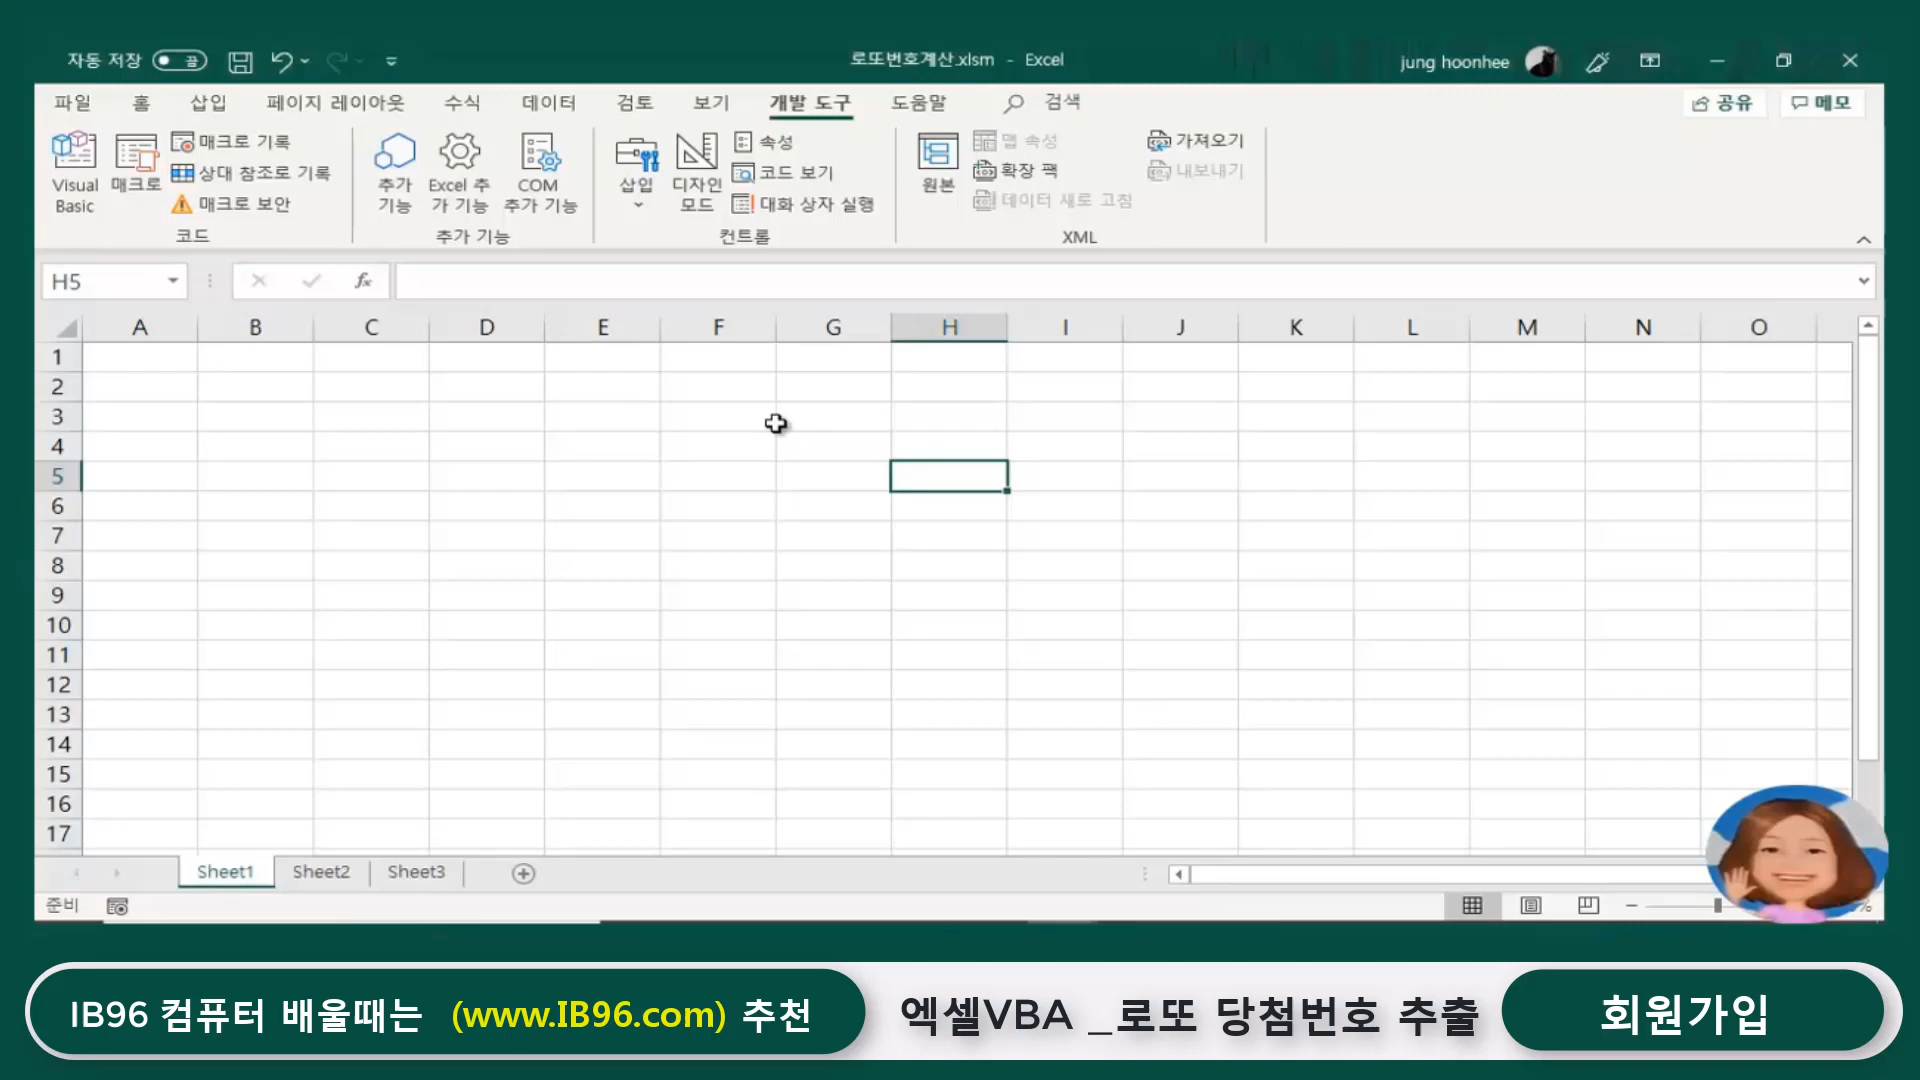 자동 저장 끔 로또번호계산.xlsm - Excel jung hoonhee
파일 홈 삽입 페이지 레이아웃 수식 데이터 검토 보기 개발 도구 도움말 검색 공유 메모
Visual Basic
매크로
매크로 기록
상대 참조로 기록
매크로 보안
코드
추가 기능
Excel 추가 기능
COM 추가 기능
추가 기능
삽입
디자인 모드
속성
코드 보기
대화 상자 실행
컨트롤
원본
맵 속성
확장 팩
데이터 새로 고침
가져오기
내보내기
XML
H5 fx
A B C D E F G H I J K L M N O
1
2
3
4
5
6
7
8
9
10
11
12
13
14
15
16
17
Sheet1 Sheet2 Sheet3
준비 %
IB96 컴퓨터 배울때는 (www.IB96.com) 추천 엑셀VBA _로또 당첨번호 추출 회원가입